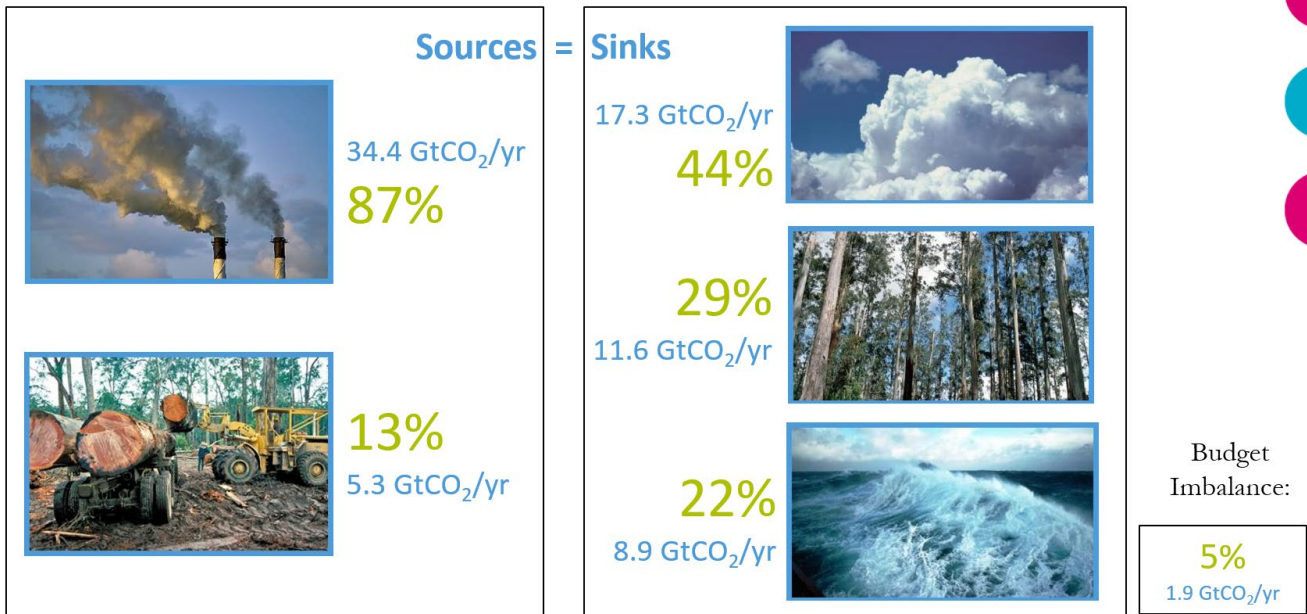 Sources = Sinks
34.4 GtCO₂/yr
87%
13%
5.3 GtCO₂/yr
17.3 GtCO₂/yr
44%
29%
11.6 GtCO₂/yr
22%
8.9 GtCO₂/yr
Budget
Imbalance:
5%
1.9 GtCO₂/yr